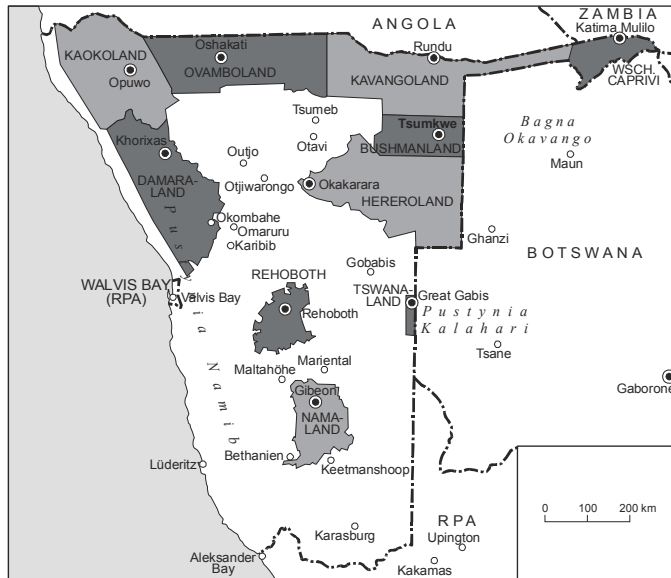 ANGOLA
ZAMBIA
Katima Mulilo
KAOKOLAND
Opuwo
Oshakati
OVAMBOLAND
Rundu
KAVANGOLAND
WSCH.
CAPRIVI
Tsumeb
Otavi
Tsumkwe
BUSHMANLAND
Bagna
Okavango
Maun
Khorixas
DAMARA-
LAND
Outjo
Otjiwarongo
Okakarara
HEREROLAND
Okombahe
Omaruru
Karibib
Ghanzi
BOTSWANA
WALVIS BAY
(RPA)
Valvis Bay
REHOBOTH
Rehoboth
Gobabis
TSWANA-
LAND
Great Gabis
Pustynia
Kalahari
Tsane
Gaborone
Pustynia Namib
Maltahöhe
Mariental
Gibeon
NAMA-
LAND
Bethanien
Keetmanshoop
Lüderitz
Karasburg
Aleksander
Bay
RPA
Upington
Kakamas
0 100 200 km